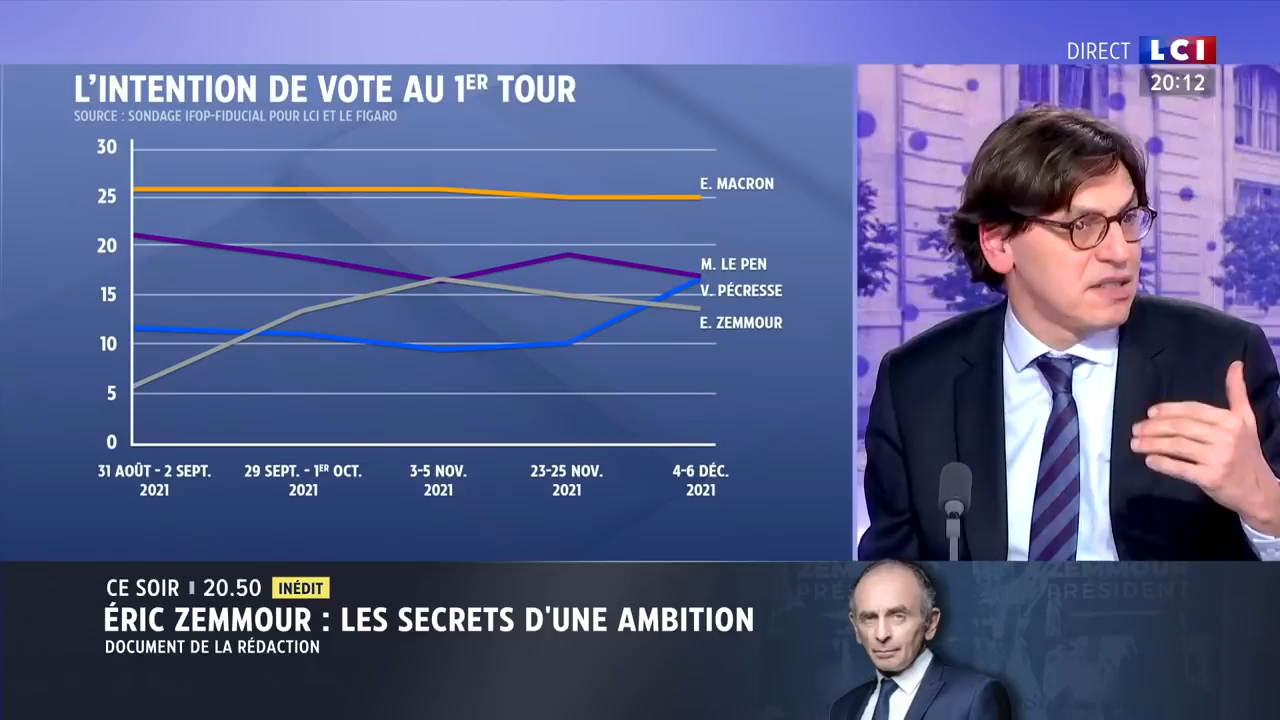 DIRECT LCI
20:12
L'INTENTION DE VOTE AU 1ER TOUR
SOURCE : SONDAGE IFOP-FIDUCIAL POUR LCI ET LE FIGARO
30
25
20
15
10
5
0
E. MACRON
M. LE PEN
V. PÉCRESSE
E. ZEMMOUR
31 AOÛT - 2 SEPT.
2021
29 SEPT. - 1ER OCT.
2021
3-5 NOV.
2021
23-25 NOV.
2021
4-6 DÉC.
2021
CE SOIR 20.50 INÉDIT
ÉRIC ZEMMOUR : LES SECRETS D'UNE AMBITION
DOCUMENT DE LA RÉDACTION
ZEMMOUR
PRÉSIDENT